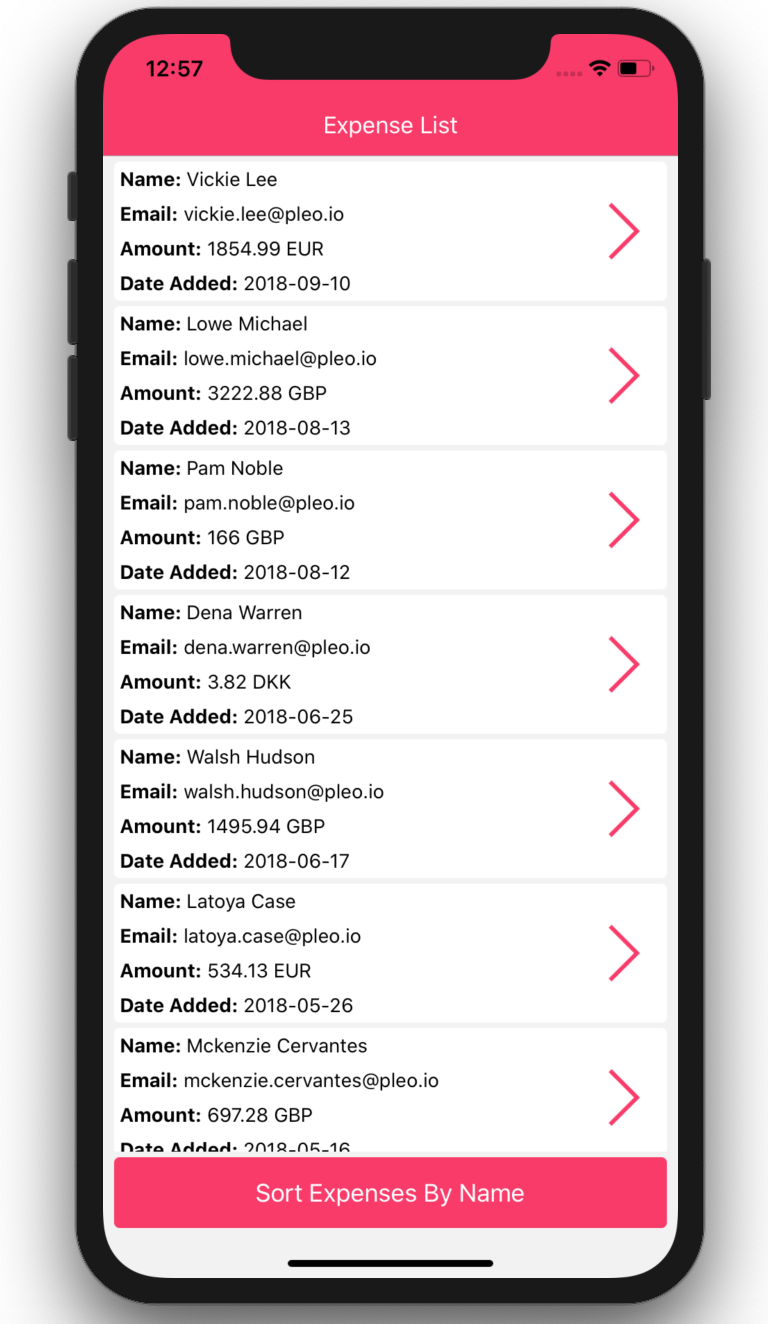 12:57
Expense List
Name: Vickie Lee
Email: vickie.lee@pleo.io
Amount: 1854.99 EUR
Date Added: 2018-09-10
Name: Lowe Michael
Email: lowe.michael@pleo.io
Amount: 3222.88 GBP
Date Added: 2018-08-13
Name: Pam Noble
Email: pam.noble@pleo.io
Amount: 166 GBP
Date Added: 2018-08-12
Name: Dena Warren
Email: dena.warren@pleo.io
Amount: 3.82 DKK
Date Added: 2018-06-25
Name: Walsh Hudson
Email: walsh.hudson@pleo.io
Amount: 1495.94 GBP
Date Added: 2018-06-17
Name: Latoya Case
Email: latoya.case@pleo.io
Amount: 534.13 EUR
Date Added: 2018-05-26
Name: Mckenzie Cervantes
Email: mckenzie.cervantes@pleo.io
Amount: 697.28 GBP
Date Added: 2018-05-16
Sort Expenses By Name